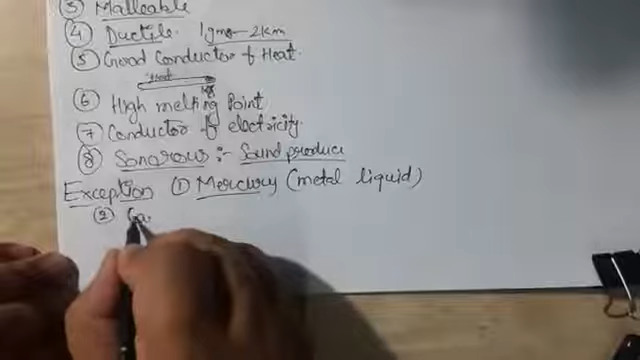 ③ Malleable
④ Ductile. 1gm - 2km
⑤ Good Conductor of Heat.
⑥ High melting Point
⑦ Conductor of electricity.
⑧ Sonorous :- Sound produce
Exception ① Mercury (metal liquid)
② Ga